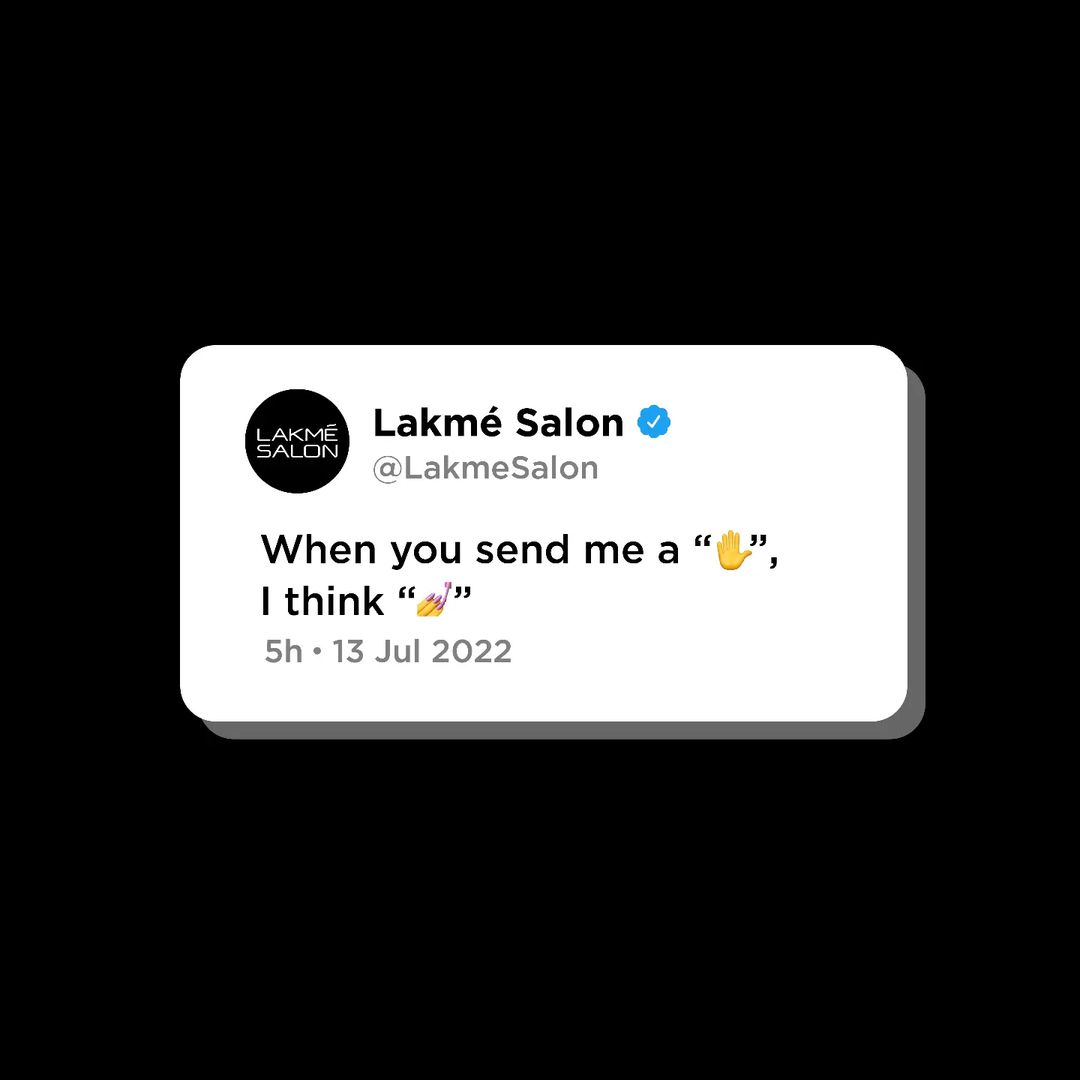 LAKMÉ
SALON
Lakmé Salon
@LakmeSalon
When you send me a “✋”,
I think “💅”
5h • 13 Jul 2022